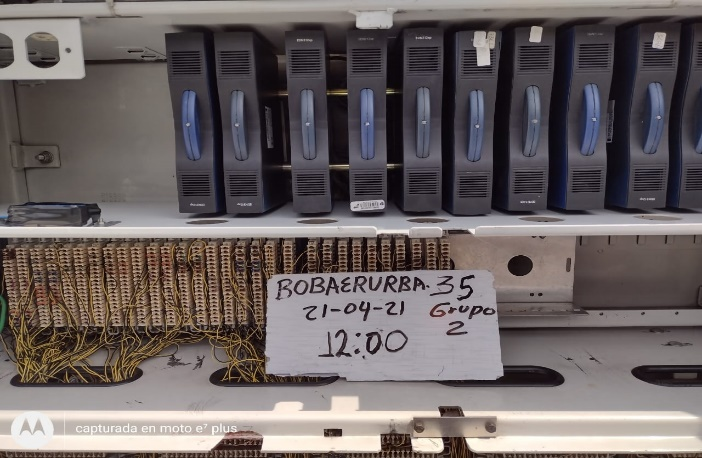 BOBAERURBA. 35
21-04-21 Grupo
2
12:00
capturada en moto e⁷ plus